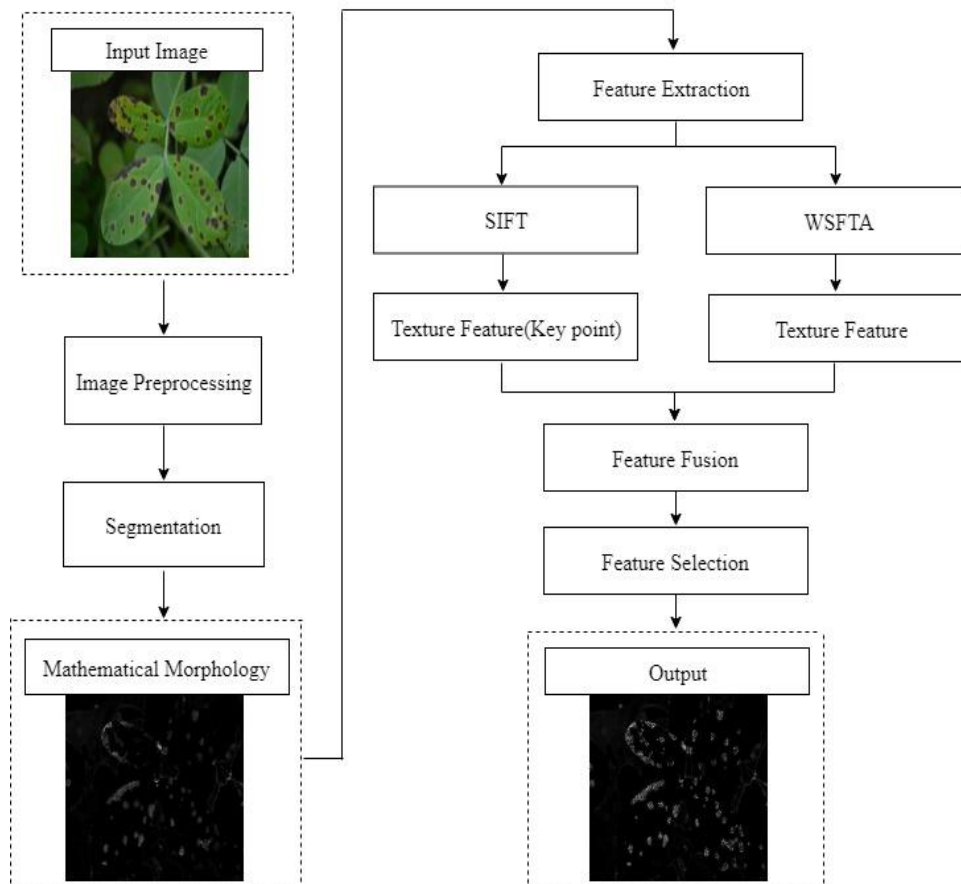 Input Image
Image Preprocessing
Segmentation
Mathematical Morphology
Feature Extraction
SIFT
WSFTA
Texture Feature(Key point)
Texture Feature
Feature Fusion
Feature Selection
Output